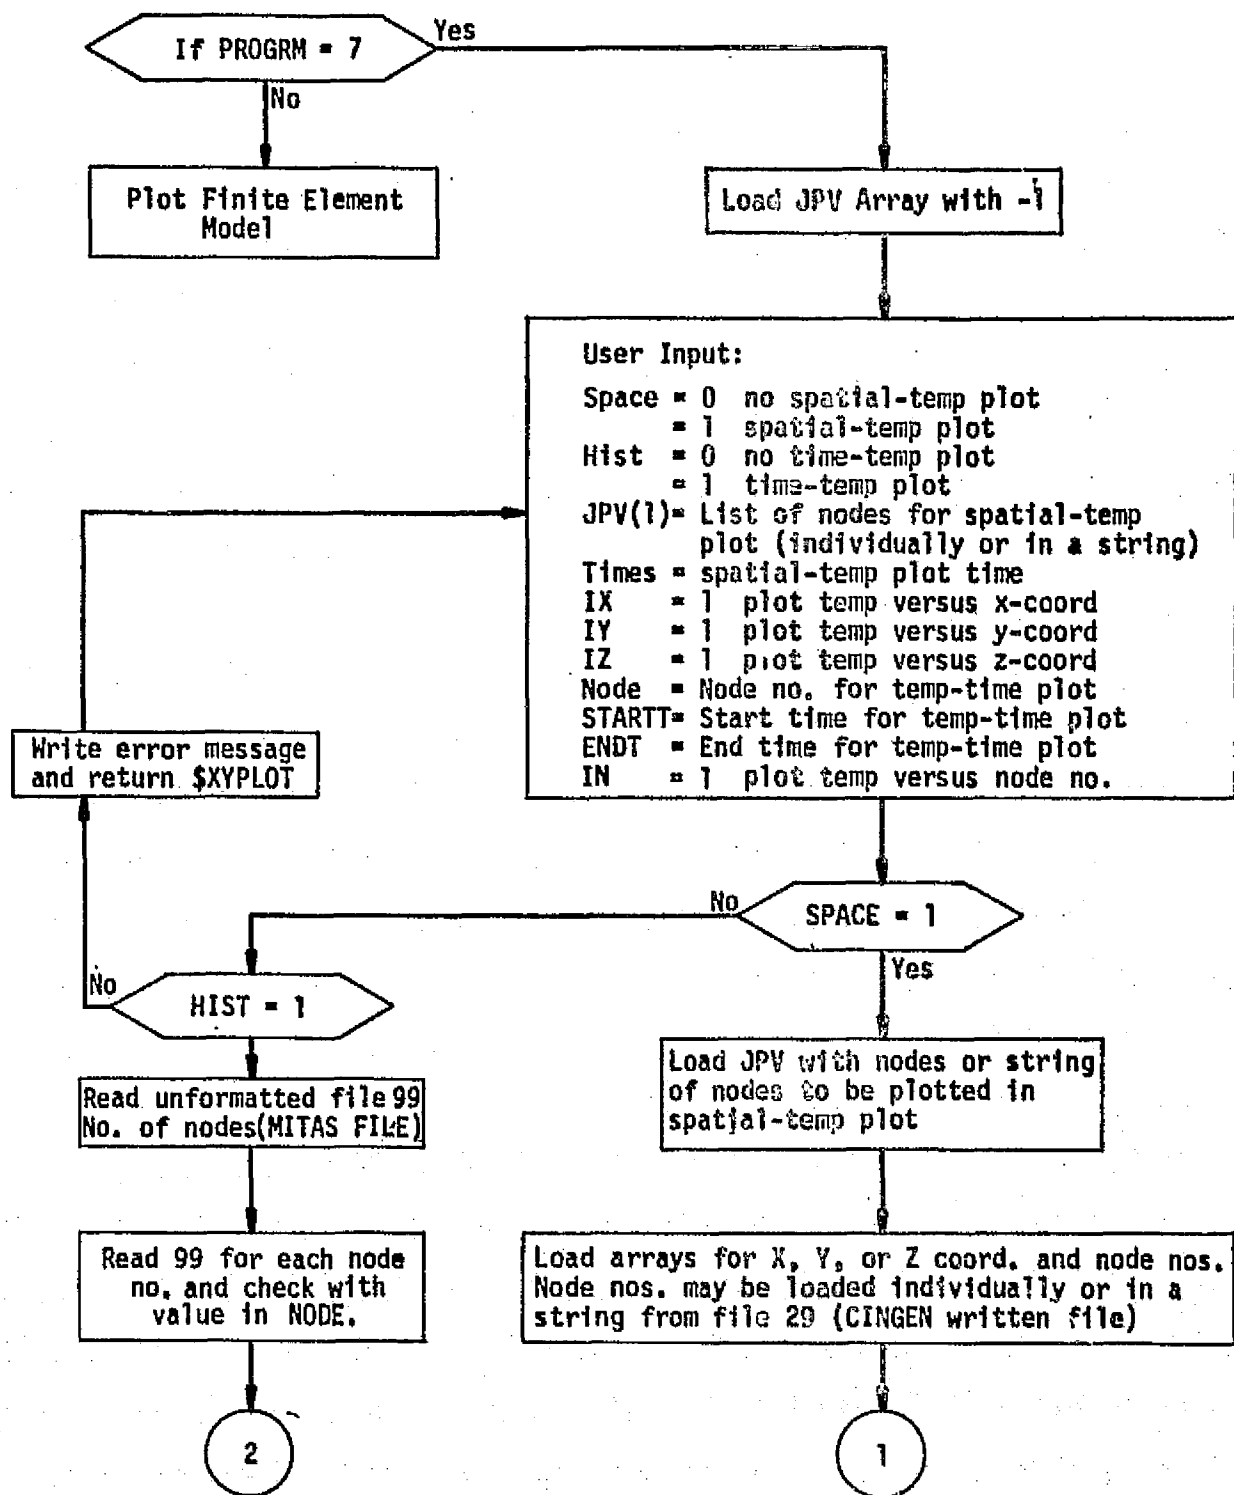 If PROGRM = 7
Yes
No
Plot Finite Element
Model
Load JPV Array with -1
User Input:
Space = 0 no spatial-temp plot
= 1 spatial-temp plot
Hist = 0 no time-temp plot
= 1 time-temp plot
JPV(1)= List of nodes for spatial-temp
plot (individually or in a string)
Times = spatial-temp plot time
IX = 1 plot temp versus x-coord
IY = 1 plot temp versus y-coord
IZ = 1 plot temp versus z-coord
Node = Node no. for temp-time plot
STARTT= Start time for temp-time plot
ENDT = End time for temp-time plot
IN = 1 plot temp versus node no.
Write error message
and return $XYPLOT
SPACE = 1
No
Yes
HIST = 1
No
Load JPV with nodes or string
of nodes to be plotted in
spatial-temp plot
Read unformatted file 99
No. of nodes(MITAS FILE)
Read 99 for each node
no. and check with
value in NODE.
Load arrays for X, Y, or Z coord. and node nos.
Node nos. may be loaded individually or in a
string from file 29 (CINGEN written file)
2
1